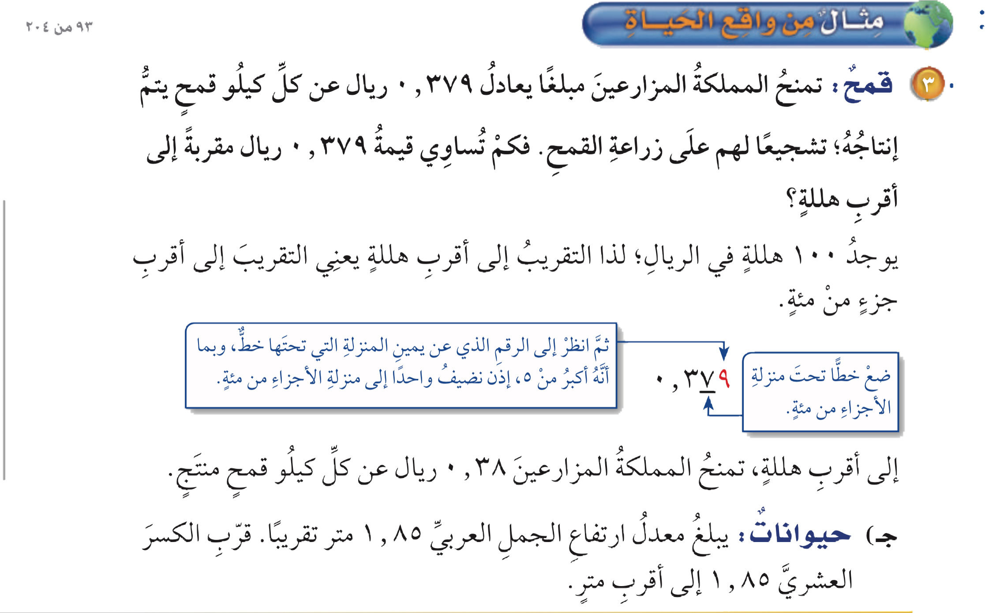 مِثَالٌ مِن واقِعِ الحَيـاةِ
٩٣ من ٢٠٤
٣ قمحٌ: تمنحُ المملكةُ المزارعينَ مبلغًا يعادلُ ٠,٣٧٩ ريال عن كلِّ كيلُو قمحٍ يتمُّ
إنتاجُهُ؛ تشجيعًا لهم علَى زراعةِ القمحِ. فكمْ تُساوِي قيمةُ ٠,٣٧٩ ريال مقربةً إلى
أقربِ هللةٍ؟
يوجدُ ١٠٠ هللةٍ في الريالِ؛ لذا التقريبُ إلى أقربِ هللةٍ يعنِي التقريبَ إلى أقربِ
جزءٍ منْ مئةٍ.
ضعْ خطًّا تحتَ منزلةِ
الأجزاءِ من مئةٍ.
٠,٣٧٩
ثمَّ انظرْ إلى الرقمِ الذي عن يمينِ المنزلةِ التي تحتَها خطٌّ، وبما
أنَّهُ أكبرُ منْ ٥، إذَن نضيفُ واحدًا إلى منزلةِ الأجزاءِ من مئةٍ.
إلى أقربِ هللةٍ، تمنحُ المملكةُ المزارعينَ ٠,٣٨ ريال عن كلِّ كيلُو قمحٍ منتَجٍ.
جـ) حيواناتٌ: يبلغُ معدلُ ارتفاعِ الجملِ العربيِّ ١,٨٥ متر تقريبًا. قرّبِ الكسرَ
العشريَّ ١,٨٥ إلى أقربِ مترٍ.